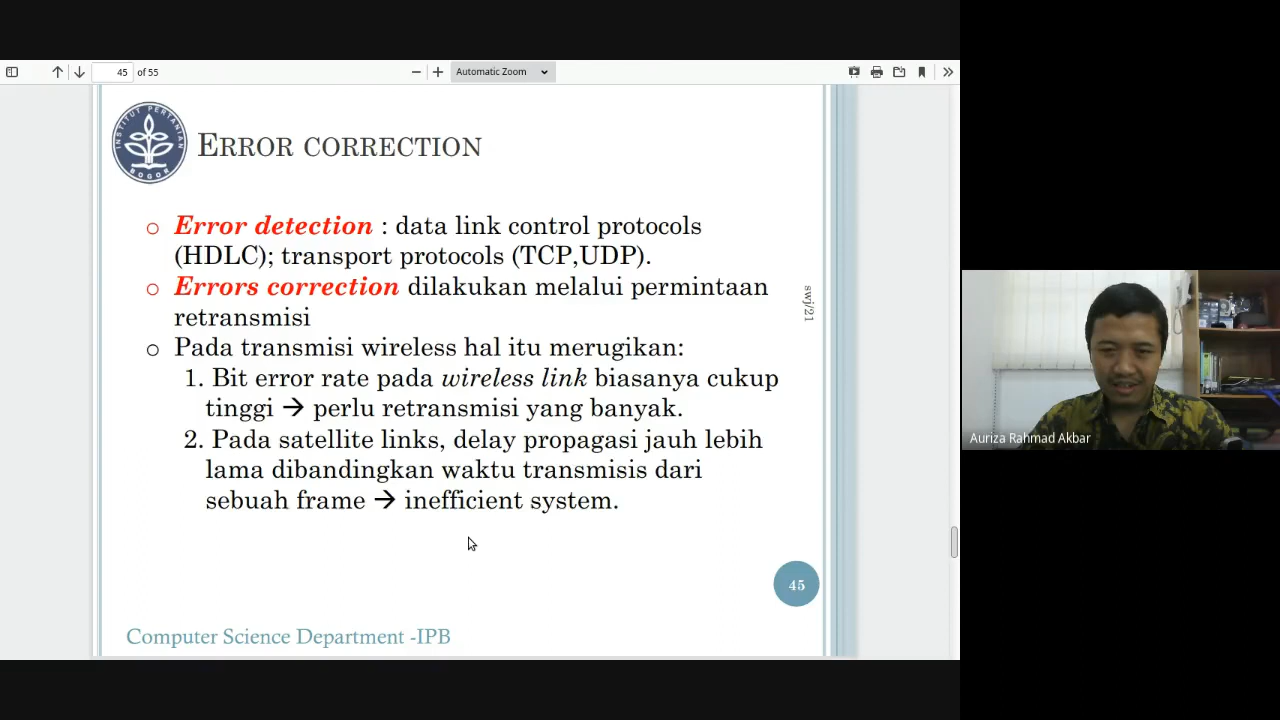 45 of 55
Automatic Zoom
INSTITUT PERTANIAN
BOGOR
ERROR CORRECTION
Error detection : data link control protocols
(HDLC); transport protocols (TCP,UDP).
Errors correction dilakukan melalui permintaan
retransmisi
Pada transmisi wireless hal itu merugikan:
1. Bit error rate pada wireless link biasanya cukup
tinggi → perlu retransmisi yang banyak.
2. Pada satellite links, delay propagasi jauh lebih
lama dibandingkan waktu transmisis dari
sebuah frame → inefficient system.
swj/21
45
Computer Science Department -IPB
Auriza Rahmad Akbar